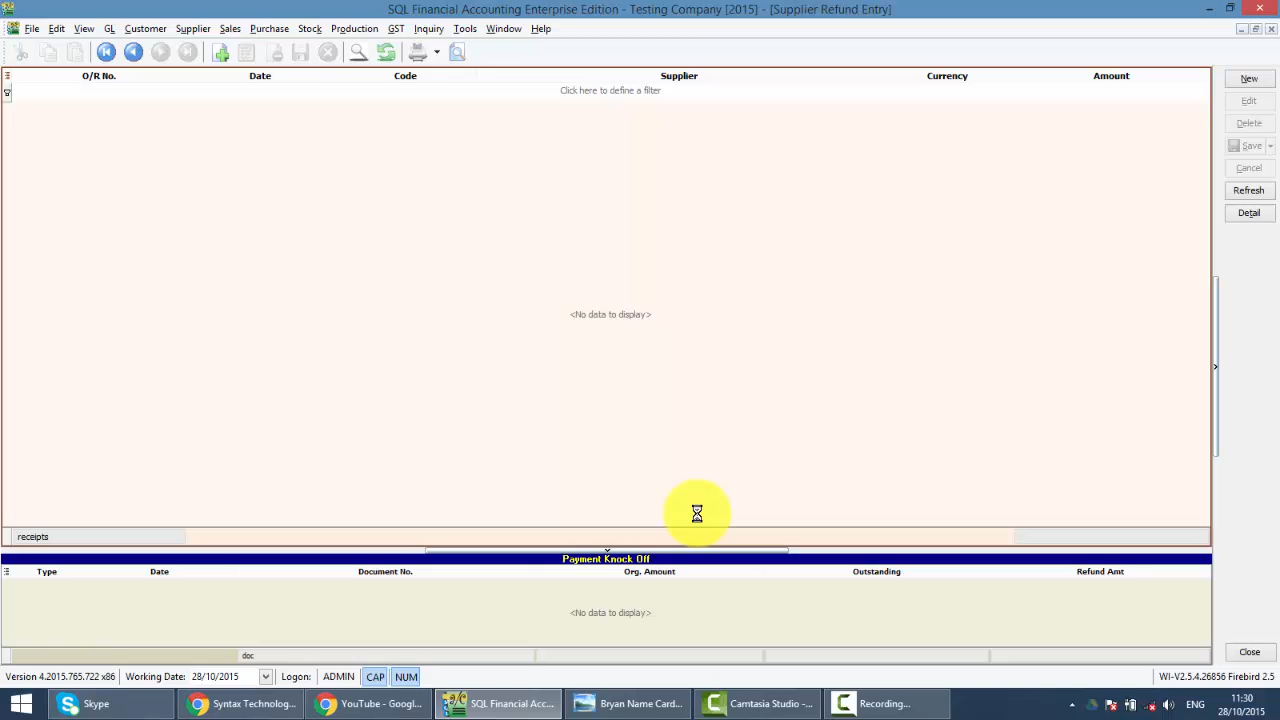 SQL Financial Accounting Enterprise Edition - Testing Company [2015] - [Supplier Refund Entry]
File Edit View GL Customer Supplier Sales Purchase Stock Production GST Inquiry Tools Window Help
O/R No. Date Code Supplier Currency Amount
Click here to define a filter
<No data to display>
receipts
New
Edit
Delete
Save
Cancel
Refresh
Detail
Payment Knock Off
Type Date Document No. Org. Amount Outstanding Refund Amt
<No data to display>
doc
Close
Version 4.2015.765.722 x86 Working Date: 28/10/2015 Logon: ADMIN CAP NUM WI-V2.5.4.26856 Firebird 2.5
Skype Syntax Technolog... YouTube - Googl... SQL Financial Acc... Bryan Name Card... Camtasia Studio -... Recording... ENG 11:30
28/10/2015